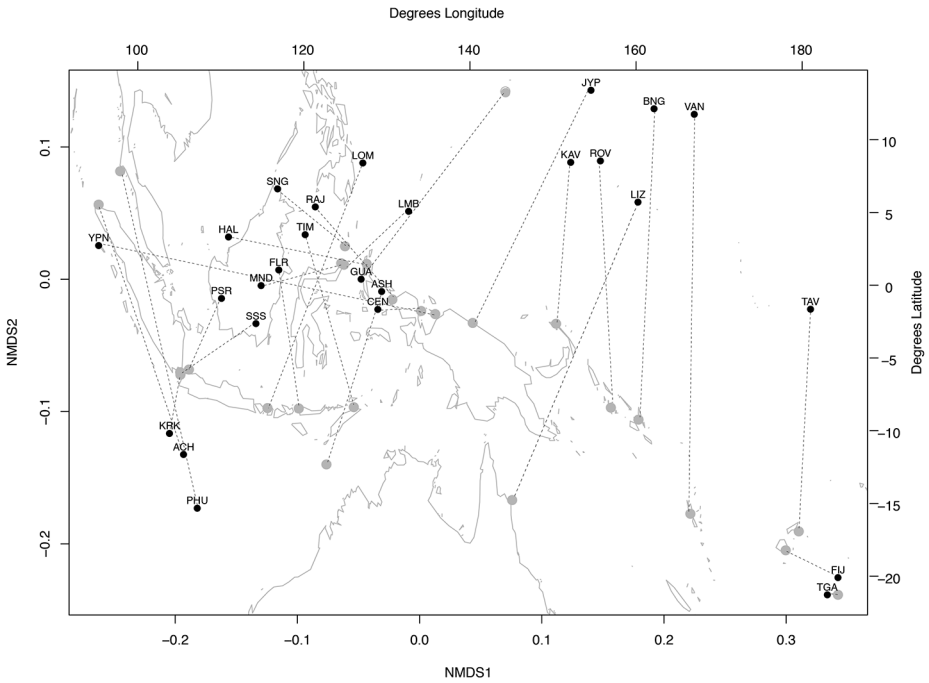 Degrees Longitude
100 120 140 160 180
JYP
BNG
VAN
0.1
10
LOM
KAV ROV
SNG
RAJ
LMB
LIZ
5
HAL
TIM
YPN
FLR
MND
GUA
0.0
0
PSR
ASH
CEN
TAV
SSS
NMDS2
Degrees Latitude
−5
−0.1
KRK
−10
ACH
PHU
−15
−0.2
FIJ
−20
TGA
−0.2 −0.1 0.0 0.1 0.2 0.3
NMDS1